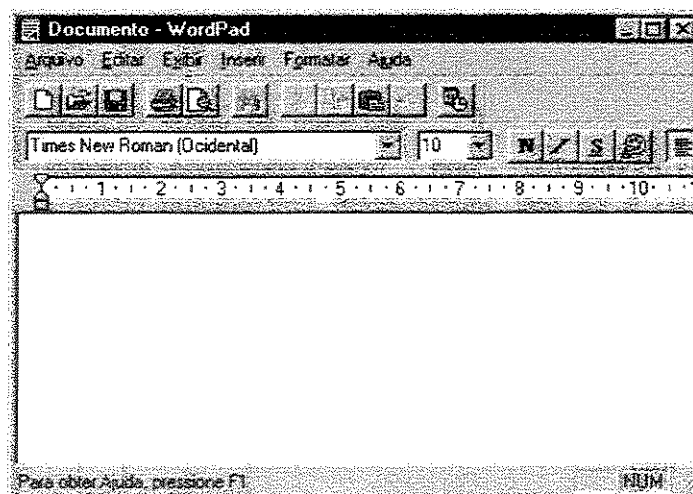 Documento - WordPad
Arquivo Editar Exibir Inserir Formatar Ajuda
Times New Roman (Ocidental) 10 N I S
1 2 3 4 5 6 7 8 9 10
Para obter Ajuda, pressione F1 NUM